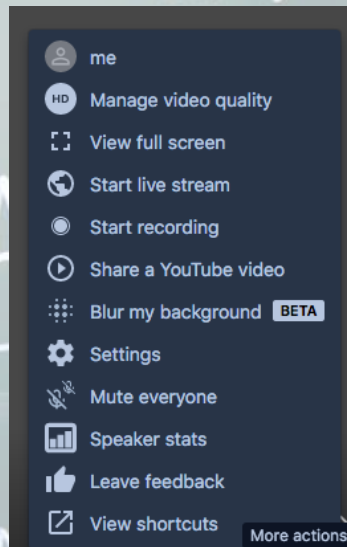 me
HD Manage video quality
View full screen
Start live stream
Start recording
Share a YouTube video
Blur my background BETA
Settings
Mute everyone
Speaker stats
Leave feedback
View shortcuts
More actions